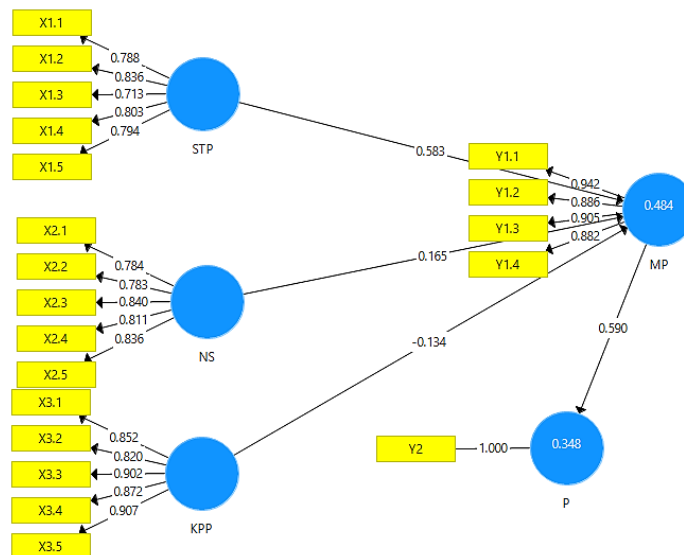 X1.1
X1.2
X1.3
X1.4
X1.5
0.788
0.836
0.713
0.803
0.794
STP
0.583
X2.1
X2.2
X2.3
X2.4
X2.5
0.784
0.783
0.840
0.811
0.836
NS
0.165
X3.1
X3.2
X3.3
X3.4
X3.5
0.852
0.820
0.902
0.872
0.907
KPP
-0.134
Y1.1
Y1.2
Y1.3
Y1.4
0.942
0.886
0.905
0.882
0.484
MP
0.590
Y2
1.000
0.348
P